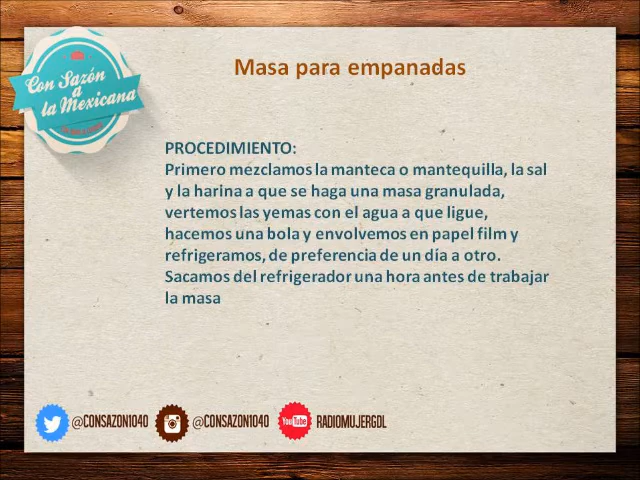 Masa para empanadas
Con Sazón
a
la Mexicana
PROCEDIMIENTO:
Primero mezclamos la manteca o mantequilla, la sal
y la harina a que se haga una masa granulada,
vertemos las yemas con el agua a que ligue,
hacemos una bola y envolvemos en papel film y
refrigeramos, de preferencia de un día a otro.
Sacamos del refrigerador una hora antes de trabajar
la masa
@CONSAZON1040
@CONSAZON1040
YouTube
RADIOMUJERGDL